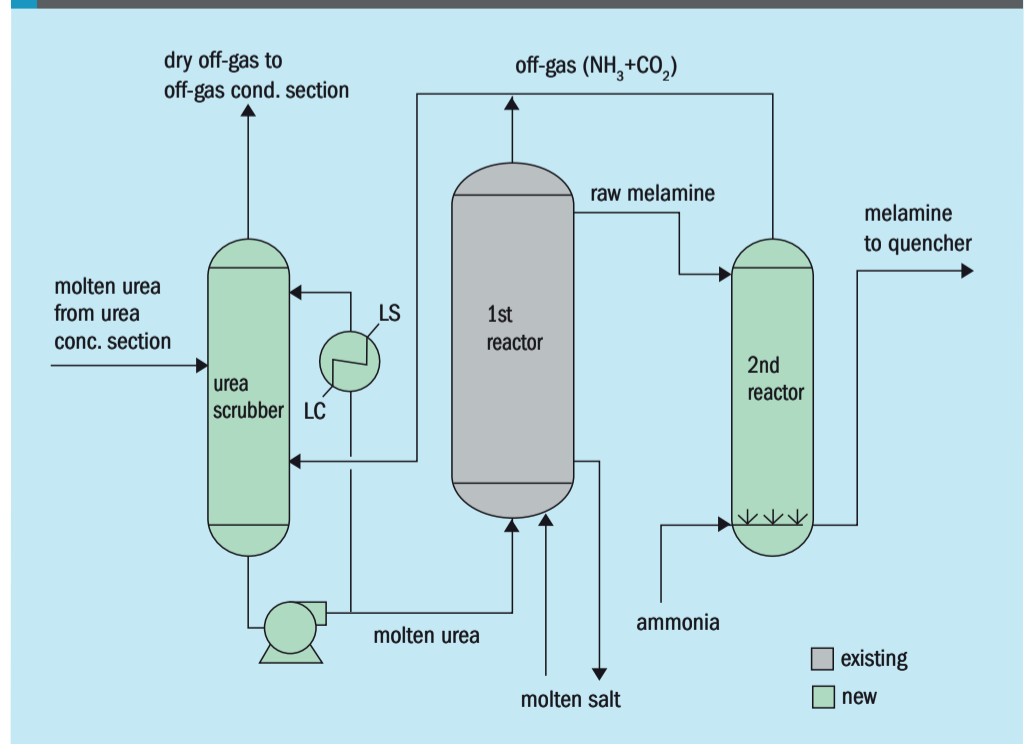 dry off-gas to
off-gas cond. section
off-gas (NH₃+CO₂)
raw melamine
melamine
to quencher
molten urea
from urea
conc. section
LS
1st
reactor
2nd
reactor
urea
scrubber
LC
ammonia
molten urea
existing
molten salt
new